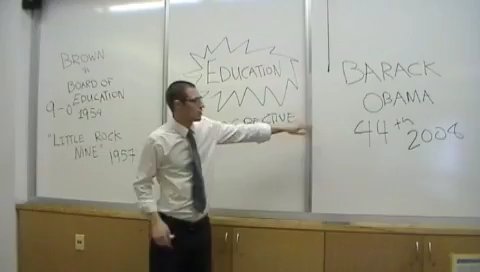 BROWN
v.
BOARD OF
EDUCATION
9-0 1954
"LITTLE ROCK
NINE" 1957
EDUCATION
BARACK
OBAMA
44th 2008